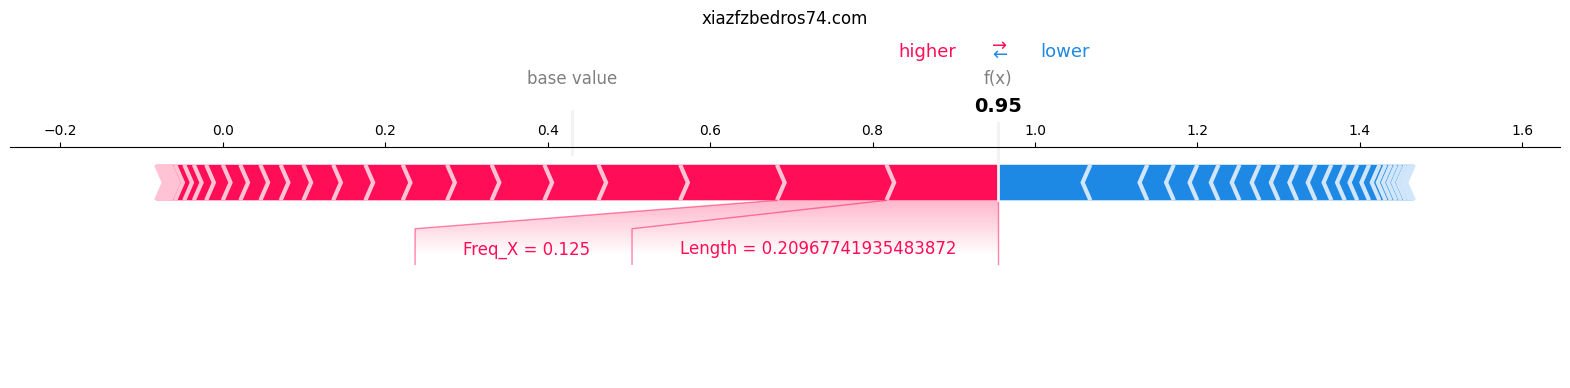 xiazfzbedros74.com
higher → ← lower
base value f(x)
0.95
−0.2 0.0 0.2 0.4 0.6 0.8 1.0 1.2 1.4 1.6
Freq_X = 0.125 Length = 0.20967741935483872